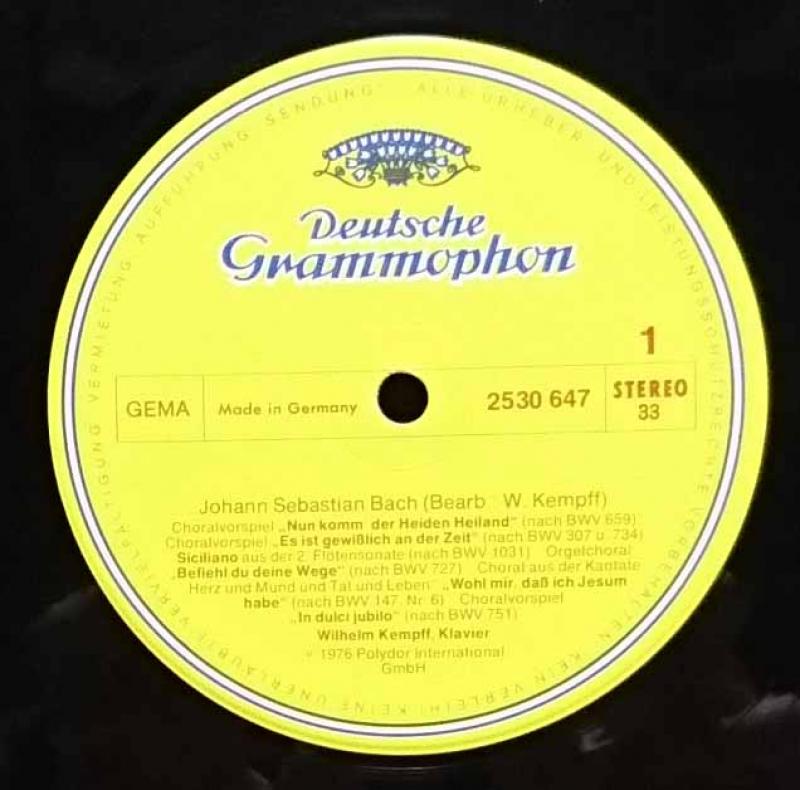 VERVIELFÄLTIGUNG VERMIETUNG AUFFÜHRUNG SENDUNG! ALLE URHEBER UND LEISTUNGSSCHUTZRECHTE VORBEHALTEN KEIN VERLEIH! KEINE UNERLAUBTE
Deutsche
Grammophon
1
GEMA
Made in Germany
2530 647
STEREO
33
Johann Sebastian Bach (Bearb W. Kempff)
Choralvorspiel „Nun komm der Heiden Heiland“ (nach BWV 659)
Choralvorspiel „Es ist gewißlich an der Zeit“ (nach BWV 307 u. 734)
Siciliano aus der 2. Flötensonate (nach BWV 1031) Orgelchoral
„Befiehl du deine Wege“ (nach BWV 727) Choral aus der Kantate
Herz und Mund und Tat und Leben „Wohl mir, daß ich Jesum
habe“ (nach BWV 147, Nr. 6) Choralvorspiel
„In dulci jubilo“ (nach BWV 751)
Wilhelm Kempff, Klavier
℗ 1976 Polydor International
GmbH